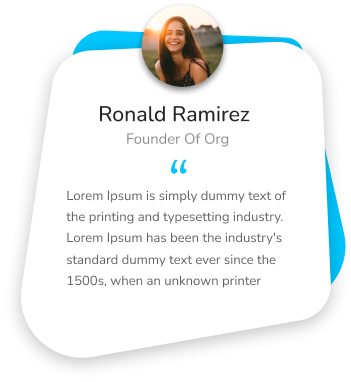 Ronald Ramirez
Founder Of Org
“
Lorem Ipsum is simply dummy text of
the printing and typesetting industry.
Lorem Ipsum has been the industry's
standard dummy text ever since the
1500s, when an unknown printer